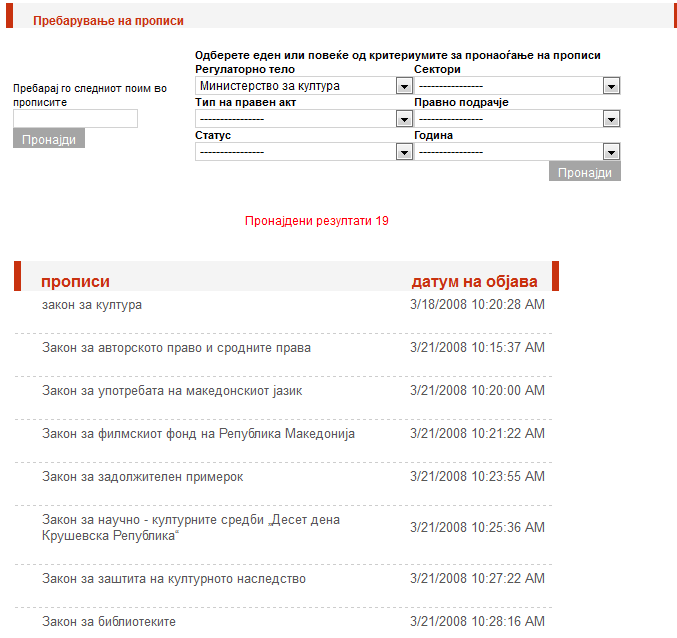 Пребарување на прописи
Пребарај го следниот поим во
прописите
Пронајди
Одберете еден или повеќе од критериумите за пронаоѓање на прописи
Регулаторно тело Сектори
Министерство за култура ----------------
Тип на правен акт Правно подрачје
---------------- ----------------
Статус Година
---------------- ----------------
Пронајди
Пронајдени резултати 19
прописи датум на објава
закон за култура 3/18/2008 10:20:28 AM
Закон за авторското право и сродните права 3/21/2008 10:15:37 AM
Закон за употребата на македонскиот јазик 3/21/2008 10:20:00 AM
Закон за филмскиот фонд на Република Македонија 3/21/2008 10:21:22 AM
Закон за задолжителен примерок 3/21/2008 10:23:55 AM
Закон за научно - културните средби „Десет дена
Крушевска Република“ 3/21/2008 10:25:36 AM
Закон за заштита на културното наследство 3/21/2008 10:27:22 AM
Закон за библиотеките 3/21/2008 10:28:16 AM